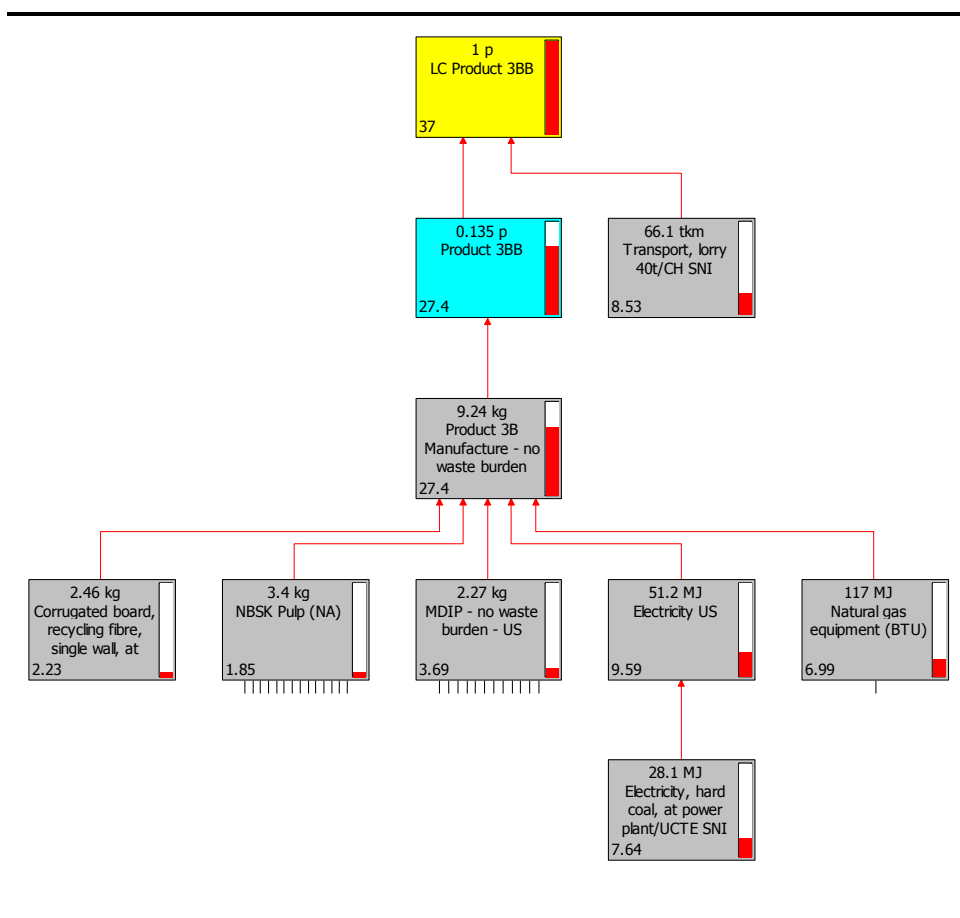 1 p
LC Product 3BB
37
0.135 p
Product 3BB
27.4
66.1 tkm
Transport, lorry
40t/CH SNI
8.53
9.24 kg
Product 3B
Manufacture - no
waste burden
27.4
2.46 kg
Corrugated board,
recycling fibre,
single wall, at
2.23
3.4 kg
NBSK Pulp (NA)
1.85
2.27 kg
MDIP - no waste
burden - US
3.69
51.2 MJ
Electricity US
9.59
117 MJ
Natural gas
equipment (BTU)
6.99
28.1 MJ
Electricity, hard
coal, at power
plant/UCTE SNI
7.64